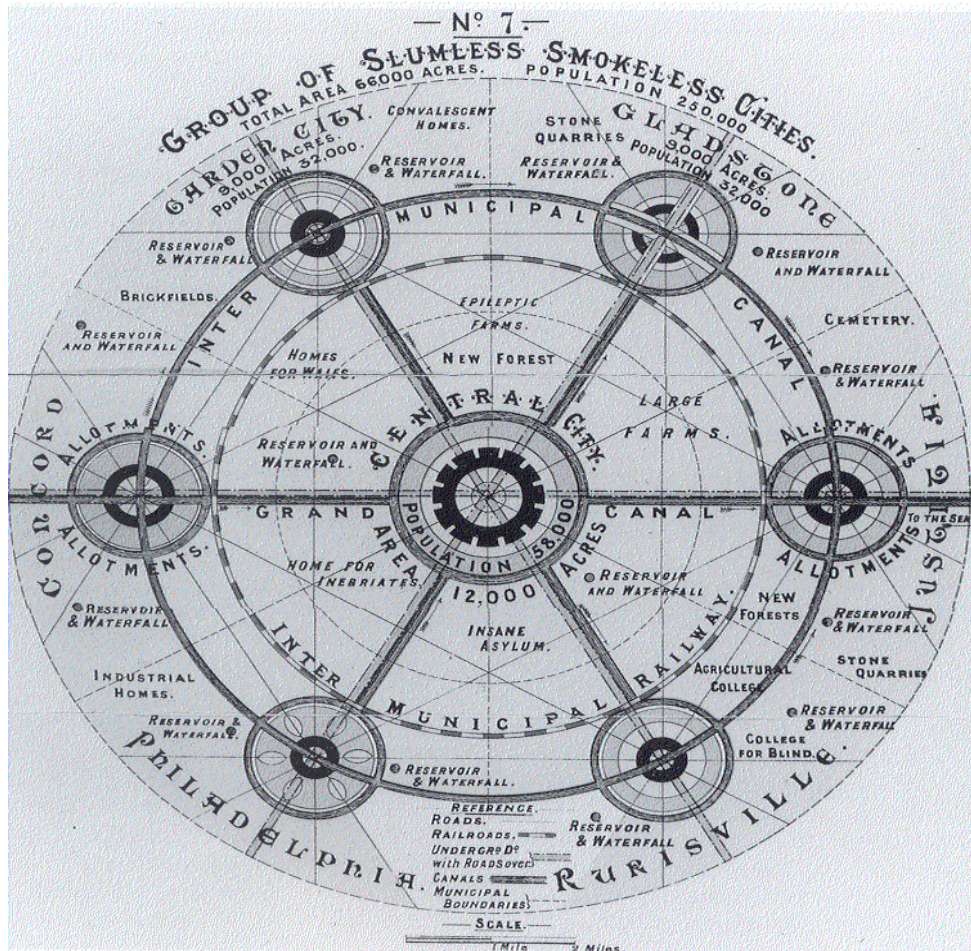 — No. 7. —
GROUP OF SLUMLESS SMOKELESS CITIES.
TOTAL AREA 66,000 ACRES. POPULATION 250,000
GARDEN CITY.
9,000 ACRES.
POPULATION 32,000.
CONVALESCENT
HOMES.
STONE
QUARRIES
GLADSTONE
9,000 ACRES.
POPULATION 32,000
RESERVOIR
& WATERFALL
RESERVOIR &
WATERFALL.
INTER MUNICIPAL CANAL
RESERVOIR
& WATERFALL
RESERVOIR
AND WATERFALL
BRICKFIELDS.
EPILEPTIC
FARMS.
CEMETERY.
RESERVOIR
AND WATERFALL
HOMES
FOR WAIFS.
NEW FOREST
RESERVOIR &
WATERFALL
LARGE
FARMS.
CENTRAL CITY.
CONCORD
ALLOTMENTS.
RESERVOIR AND
WATERFALL.
ALLOTMENTS
JUSTITIA
GRAND CANAL
TO THE SEA
ALLOTMENTS.
AREA 12,000 ACRES
POPULATION 58,000
ALLOTMENTS
HOME FOR
INEBRIATES.
RESERVOIR
AND WATERFALL
RESERVOIR
& WATERFALL
INSANE
ASYLUM.
NEW
FORESTS
RESERVOIR
& WATERFALL
INTER MUNICIPAL RAILWAY.
INDUSTRIAL
HOMES.
AGRICULTURAL
COLLEGE
STONE
QUARRIES
RESERVOIR &
WATERFALL.
RESERVOIR
& WATERFALL
COLLEGE
FOR BLIND.
RESERVOIR
& WATERFALL.
PHILADELPHIA.
RURISVILLE.
REFERENCE.
ROADS.
RAILROADS.
UNDERGRD Do
WITH ROADS OVER
CANALS
MUNICIPAL
BOUNDARIES
RESERVOIR
& WATERFALL
— SCALE. —
1 Mile 2 Miles